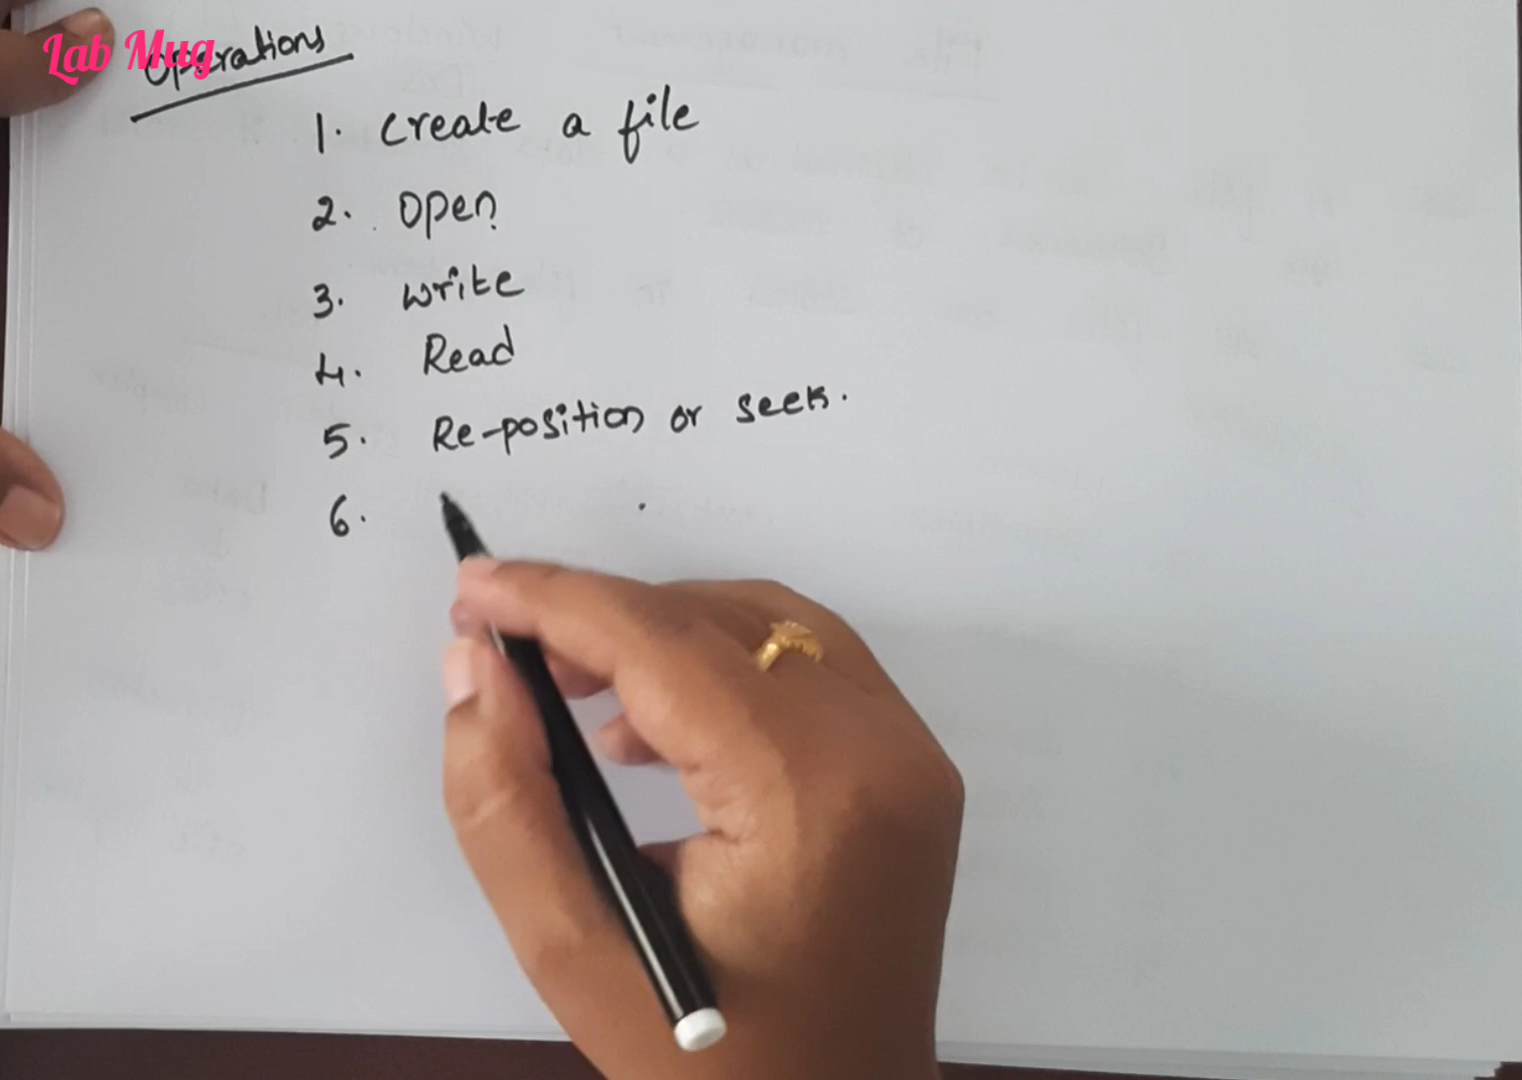 Lab Mug
Operations
1. Create a file
2. Open
3. Write
4. Read
5. Re-position or seek.
6.